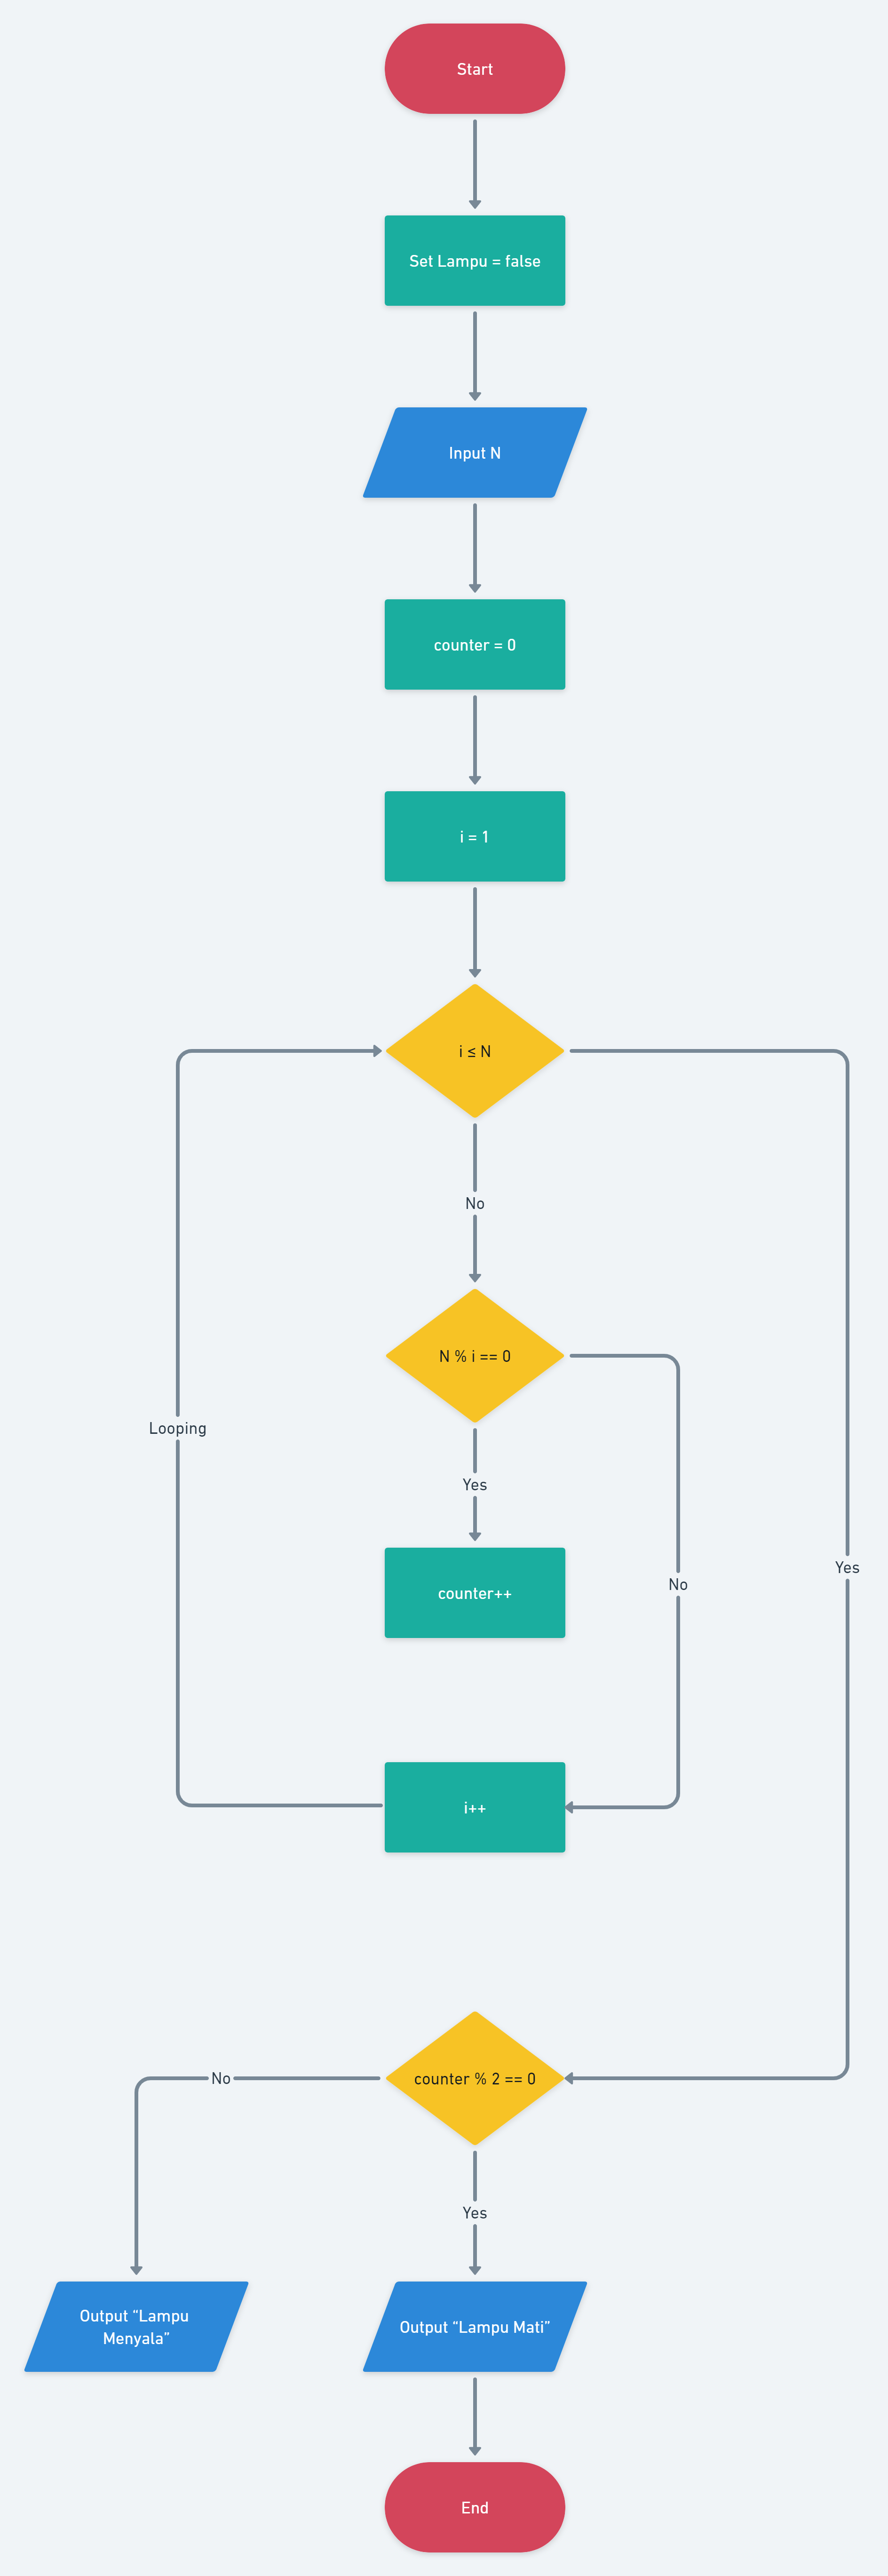 Start
Set Lampu = false
Input N
counter = 0
i = 1
i ≤ N
No
N % i == 0
Looping
Yes
counter++
No
Yes
i++
counter % 2 == 0
No
Yes
Output “Lampu
Menyala”
Output “Lampu Mati”
End